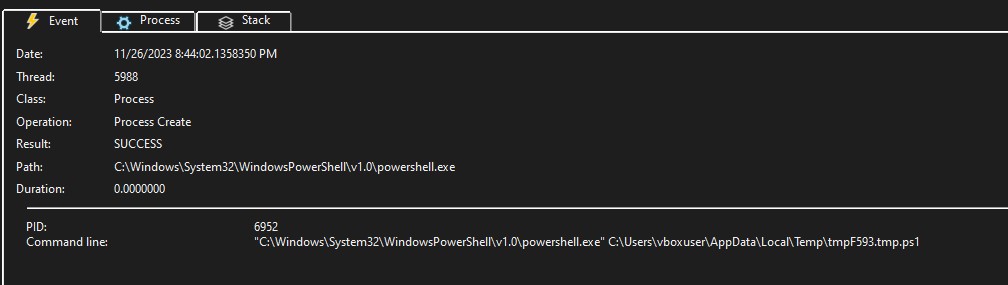 Event Process Stack
Date: 11/26/2023 8:44:02.1358350 PM
Thread: 5988
Class: Process
Operation: Process Create
Result: SUCCESS
Path: C:\Windows\System32\WindowsPowerShell\v1.0\powershell.exe
Duration: 0.0000000
PID: 6952
Command line: "C:\Windows\System32\WindowsPowerShell\v1.0\powershell.exe" C:\Users\vboxuser\AppData\Local\Temp\tmpF593.tmp.ps1